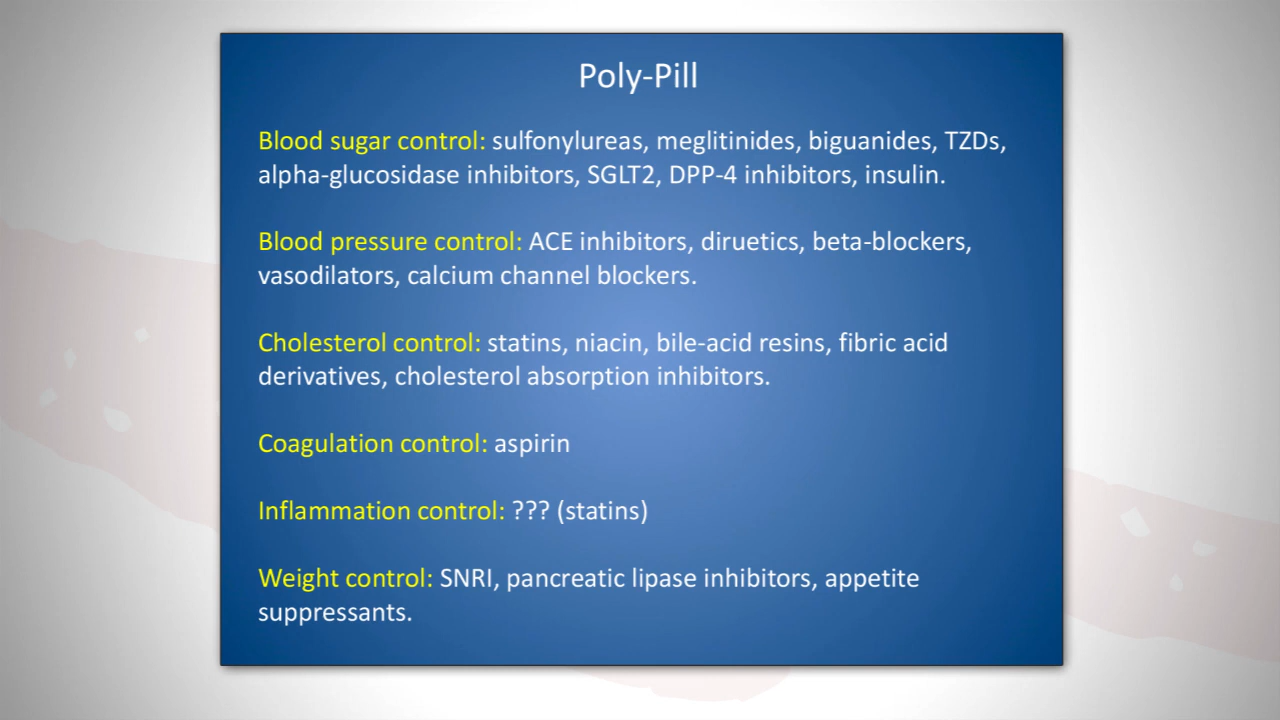 Poly-Pill
Blood sugar control: sulfonylureas, meglitinides, biguanides, TZDs,
alpha-glucosidase inhibitors, SGLT2, DPP-4 inhibitors, insulin.
Blood pressure control: ACE inhibitors, diruetics, beta-blockers,
vasodilators, calcium channel blockers.
Cholesterol control: statins, niacin, bile-acid resins, fibric acid
derivatives, cholesterol absorption inhibitors.
Coagulation control: aspirin
Inflammation control: ??? (statins)
Weight control: SNRI, pancreatic lipase inhibitors, appetite
suppressants.